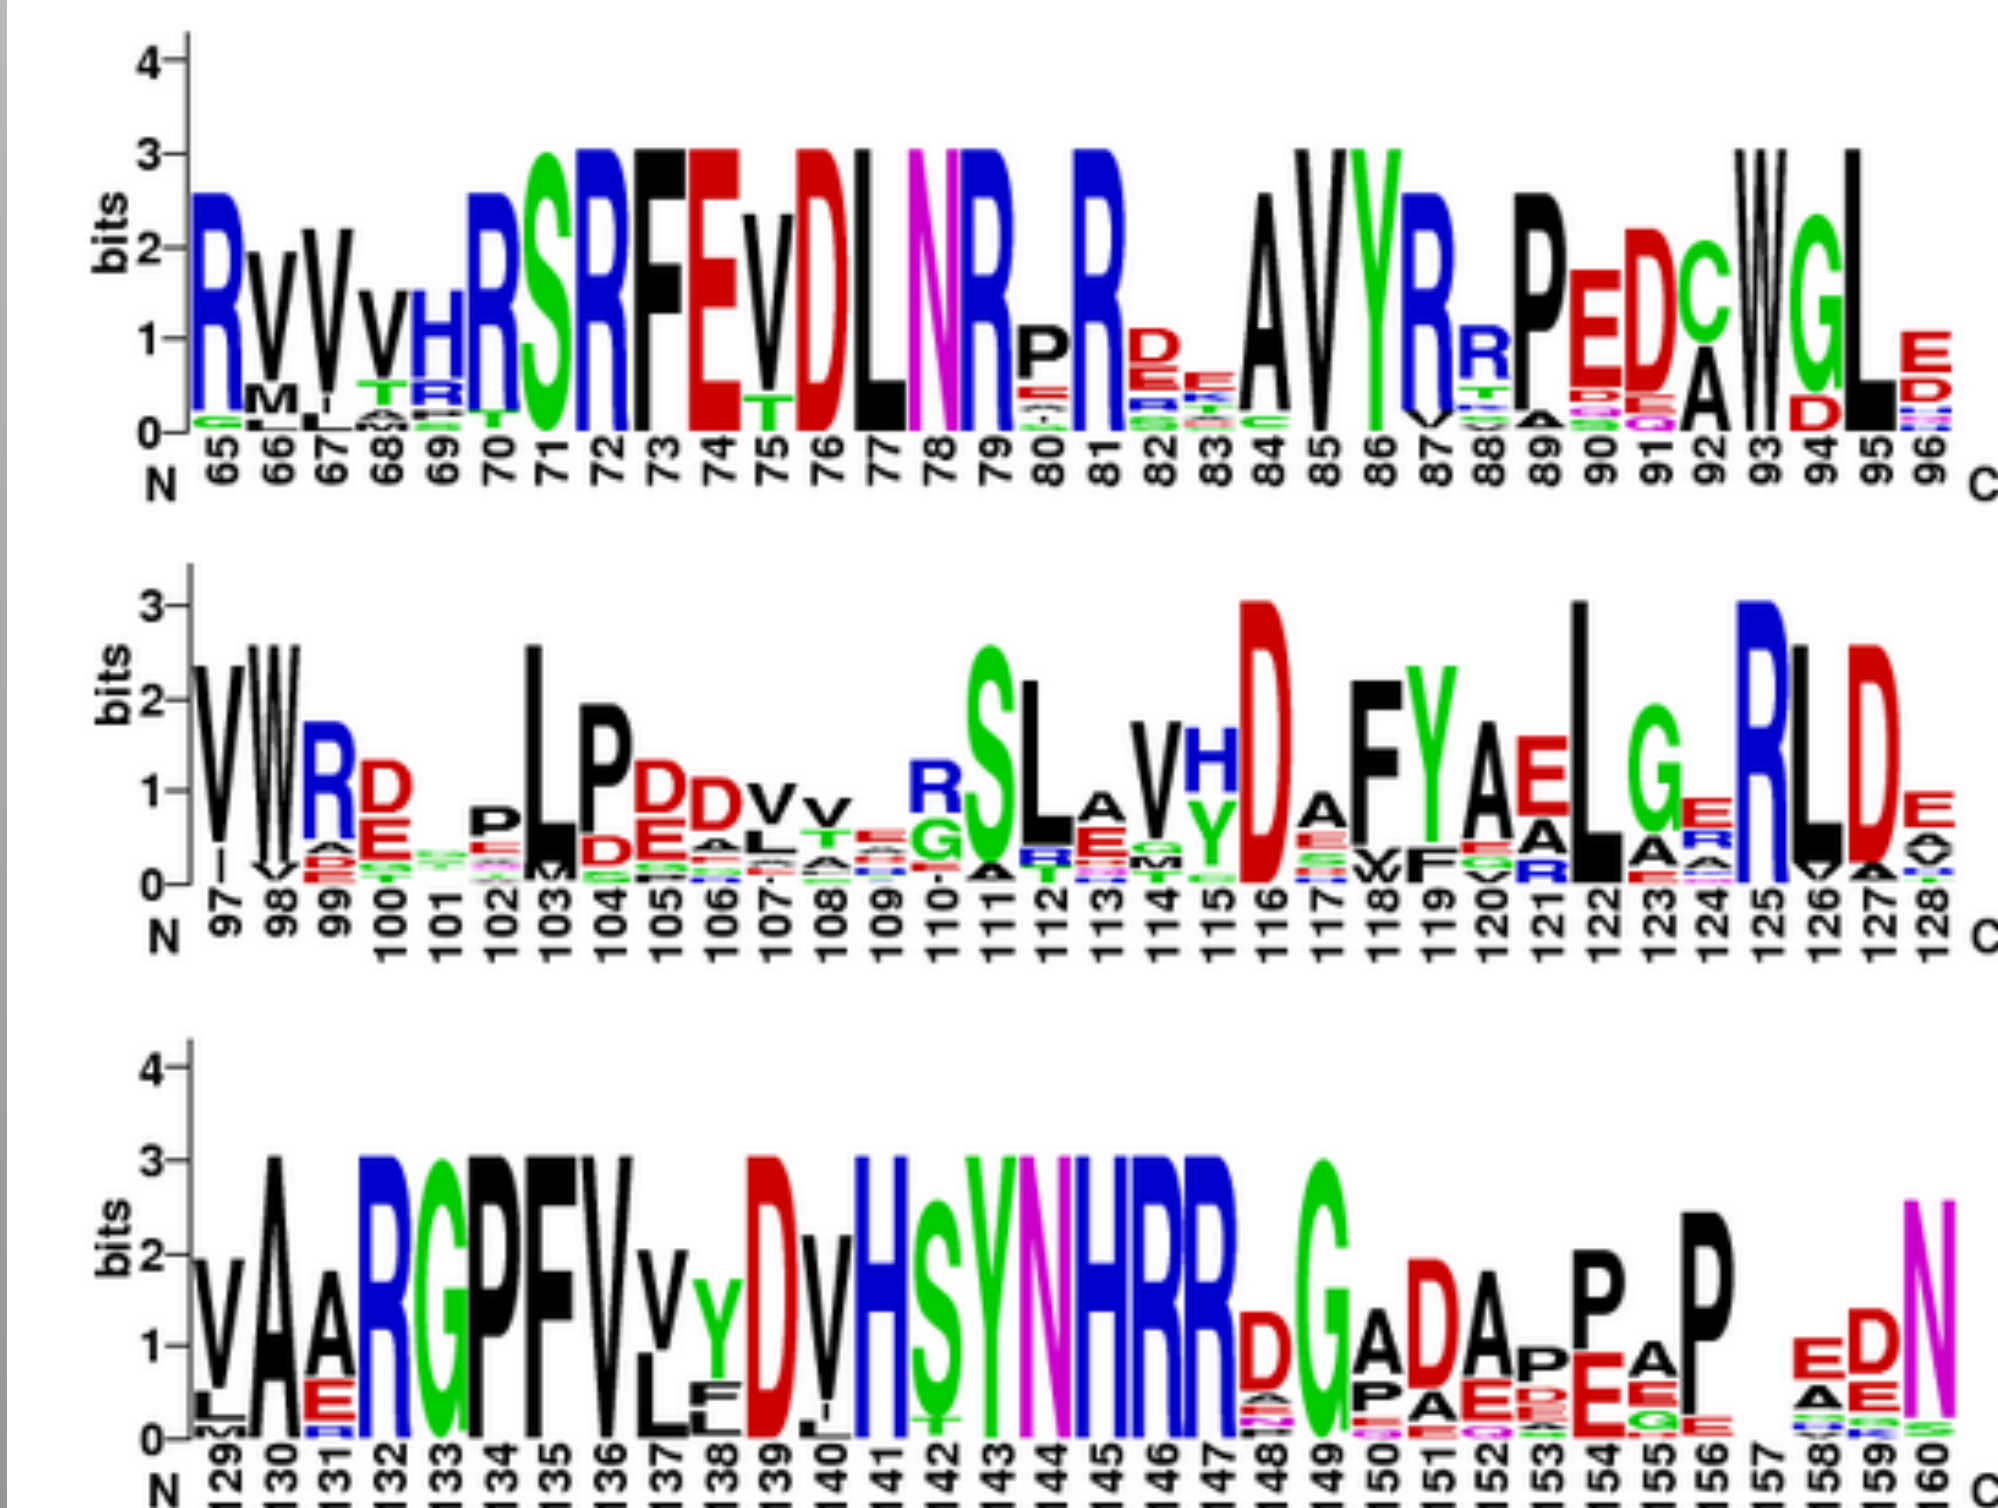 4
3
bits
2
1
0
R V V V H R S R F E V D L N R P R D E A V Y R R P E D C W G L E
M I T R T T E E R A E D A D D
N 65 66 67 68 69 70 71 72 73 74 75 76 77 78 79 80 81 82 83 84 85 86 87 88 89 90 91 92 93 94 95 96 C
3
bits
2
1
0
V W R D P L P D D V V E R S L A V H D A F Y A E L G E R L D E
I E D E L T G A E Y F A A R
N 97 98 99 100 101 102 103 104 105 106 107 108 109 110 111 112 113 114 115 116 117 118 119 120 121 122 123 124 125 126 127 128 C
4
3
bits
2
1
0
V A A R G P F V V Y D V H S Y N H R R D G A D A P P A P E D N
L E L F T P A E E E E A E
N 129 130 131 132 133 134 135 136 137 138 139 140 141 142 143 144 145 146 147 148 149 150 151 152 153 154 155 156 157 158 159 160 C